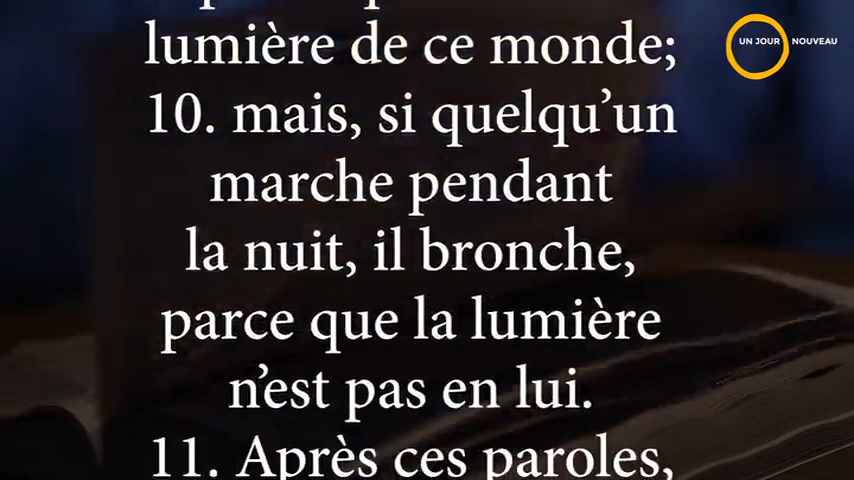 lumière de ce monde;
10. mais, si quelqu’un
marche pendant
la nuit, il bronche,
parce que la lumière
n’est pas en lui.
11. Après ces paroles,
UN JOUR NOUVEAU